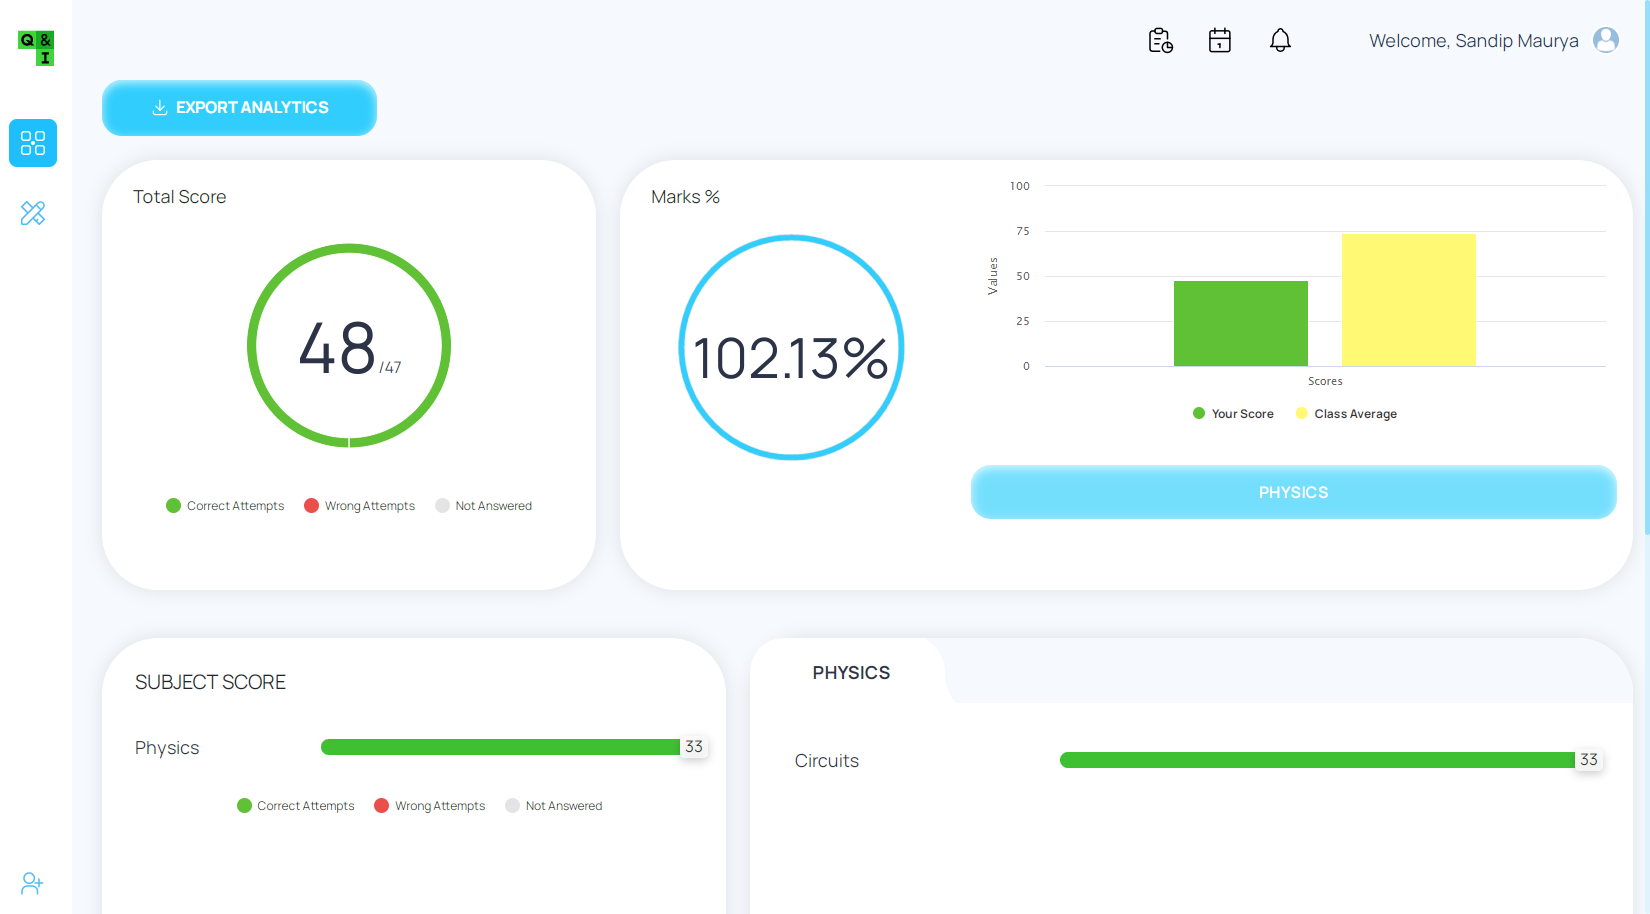 Q &
I
Welcome, Sandip Maurya
EXPORT ANALYTICS
Total Score
48/47
Correct Attempts Wrong Attempts Not Answered
Marks %
102.13%
100
75
50
25
0
Values
Scores
Your Score Class Average
PHYSICS
SUBJECT SCORE
Physics 33
Correct Attempts Wrong Attempts Not Answered
PHYSICS
Circuits 33